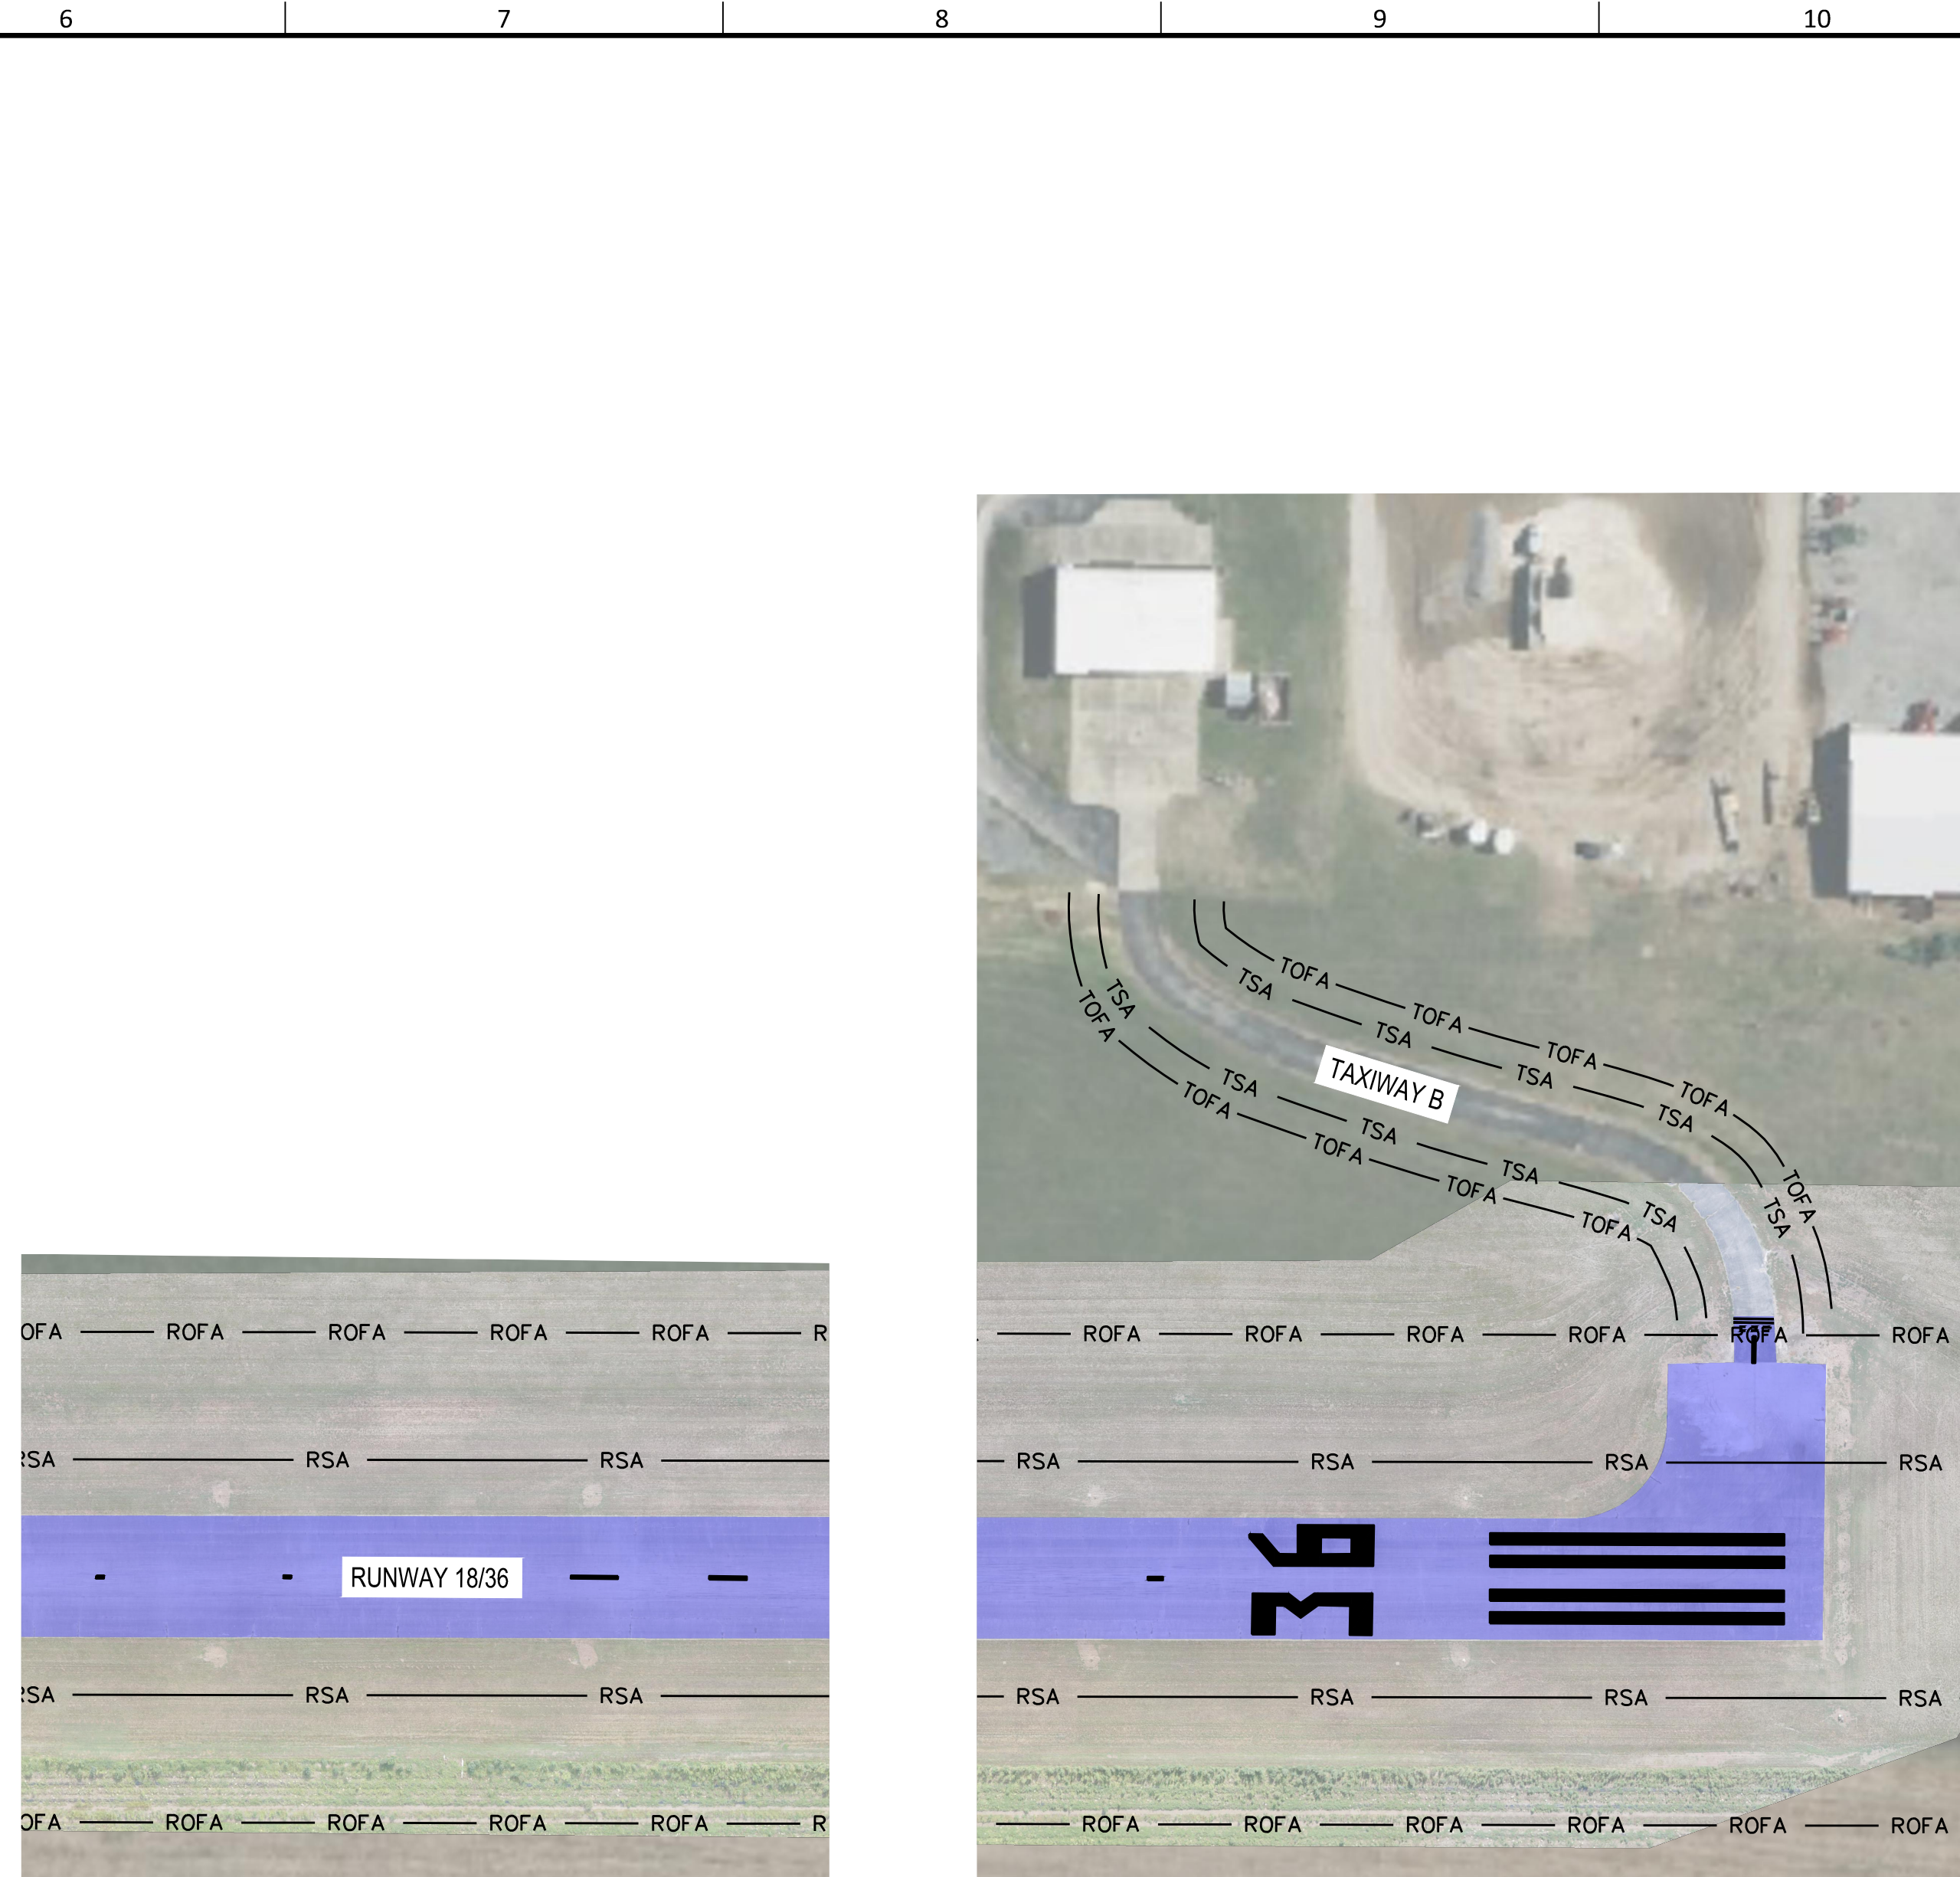 6 7 8 9 10
TOFA TOFA TOFA TOFA TOFA
TSA TSA TSA TSA TSA
TAXIWAY B
TSA TSA TSA TSA TSA
TOFA TOFA TOFA TOFA TOFA
OFA ROFA ROFA ROFA ROFA R
ROFA ROFA ROFA ROFA ROFA ROFA
RSA RSA RSA
RSA RSA RSA RSA
RUNWAY 18/36
36
RSA RSA RSA
RSA RSA RSA RSA
OFA ROFA ROFA ROFA ROFA R
ROFA ROFA ROFA ROFA ROFA ROFA